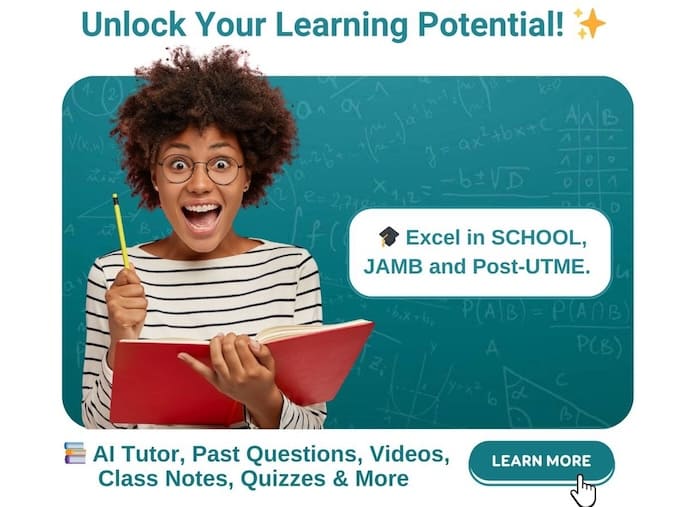 Unlock Your Learning Potential! ✨
🎓 Excel in SCHOOL,
JAMB and Post-UTME.
P(A|B) = P(A∩B)
P(B)
📚 AI Tutor, Past Questions, Videos,
Class Notes, Quizzes & More
LEARN MORE